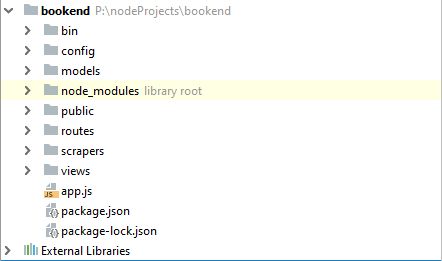 bookend P:\nodeProjects\bookend
bin
config
models
node_modules library root
public
routes
scrapers
views
JS app.js
package.json
package-lock.json
External Libraries